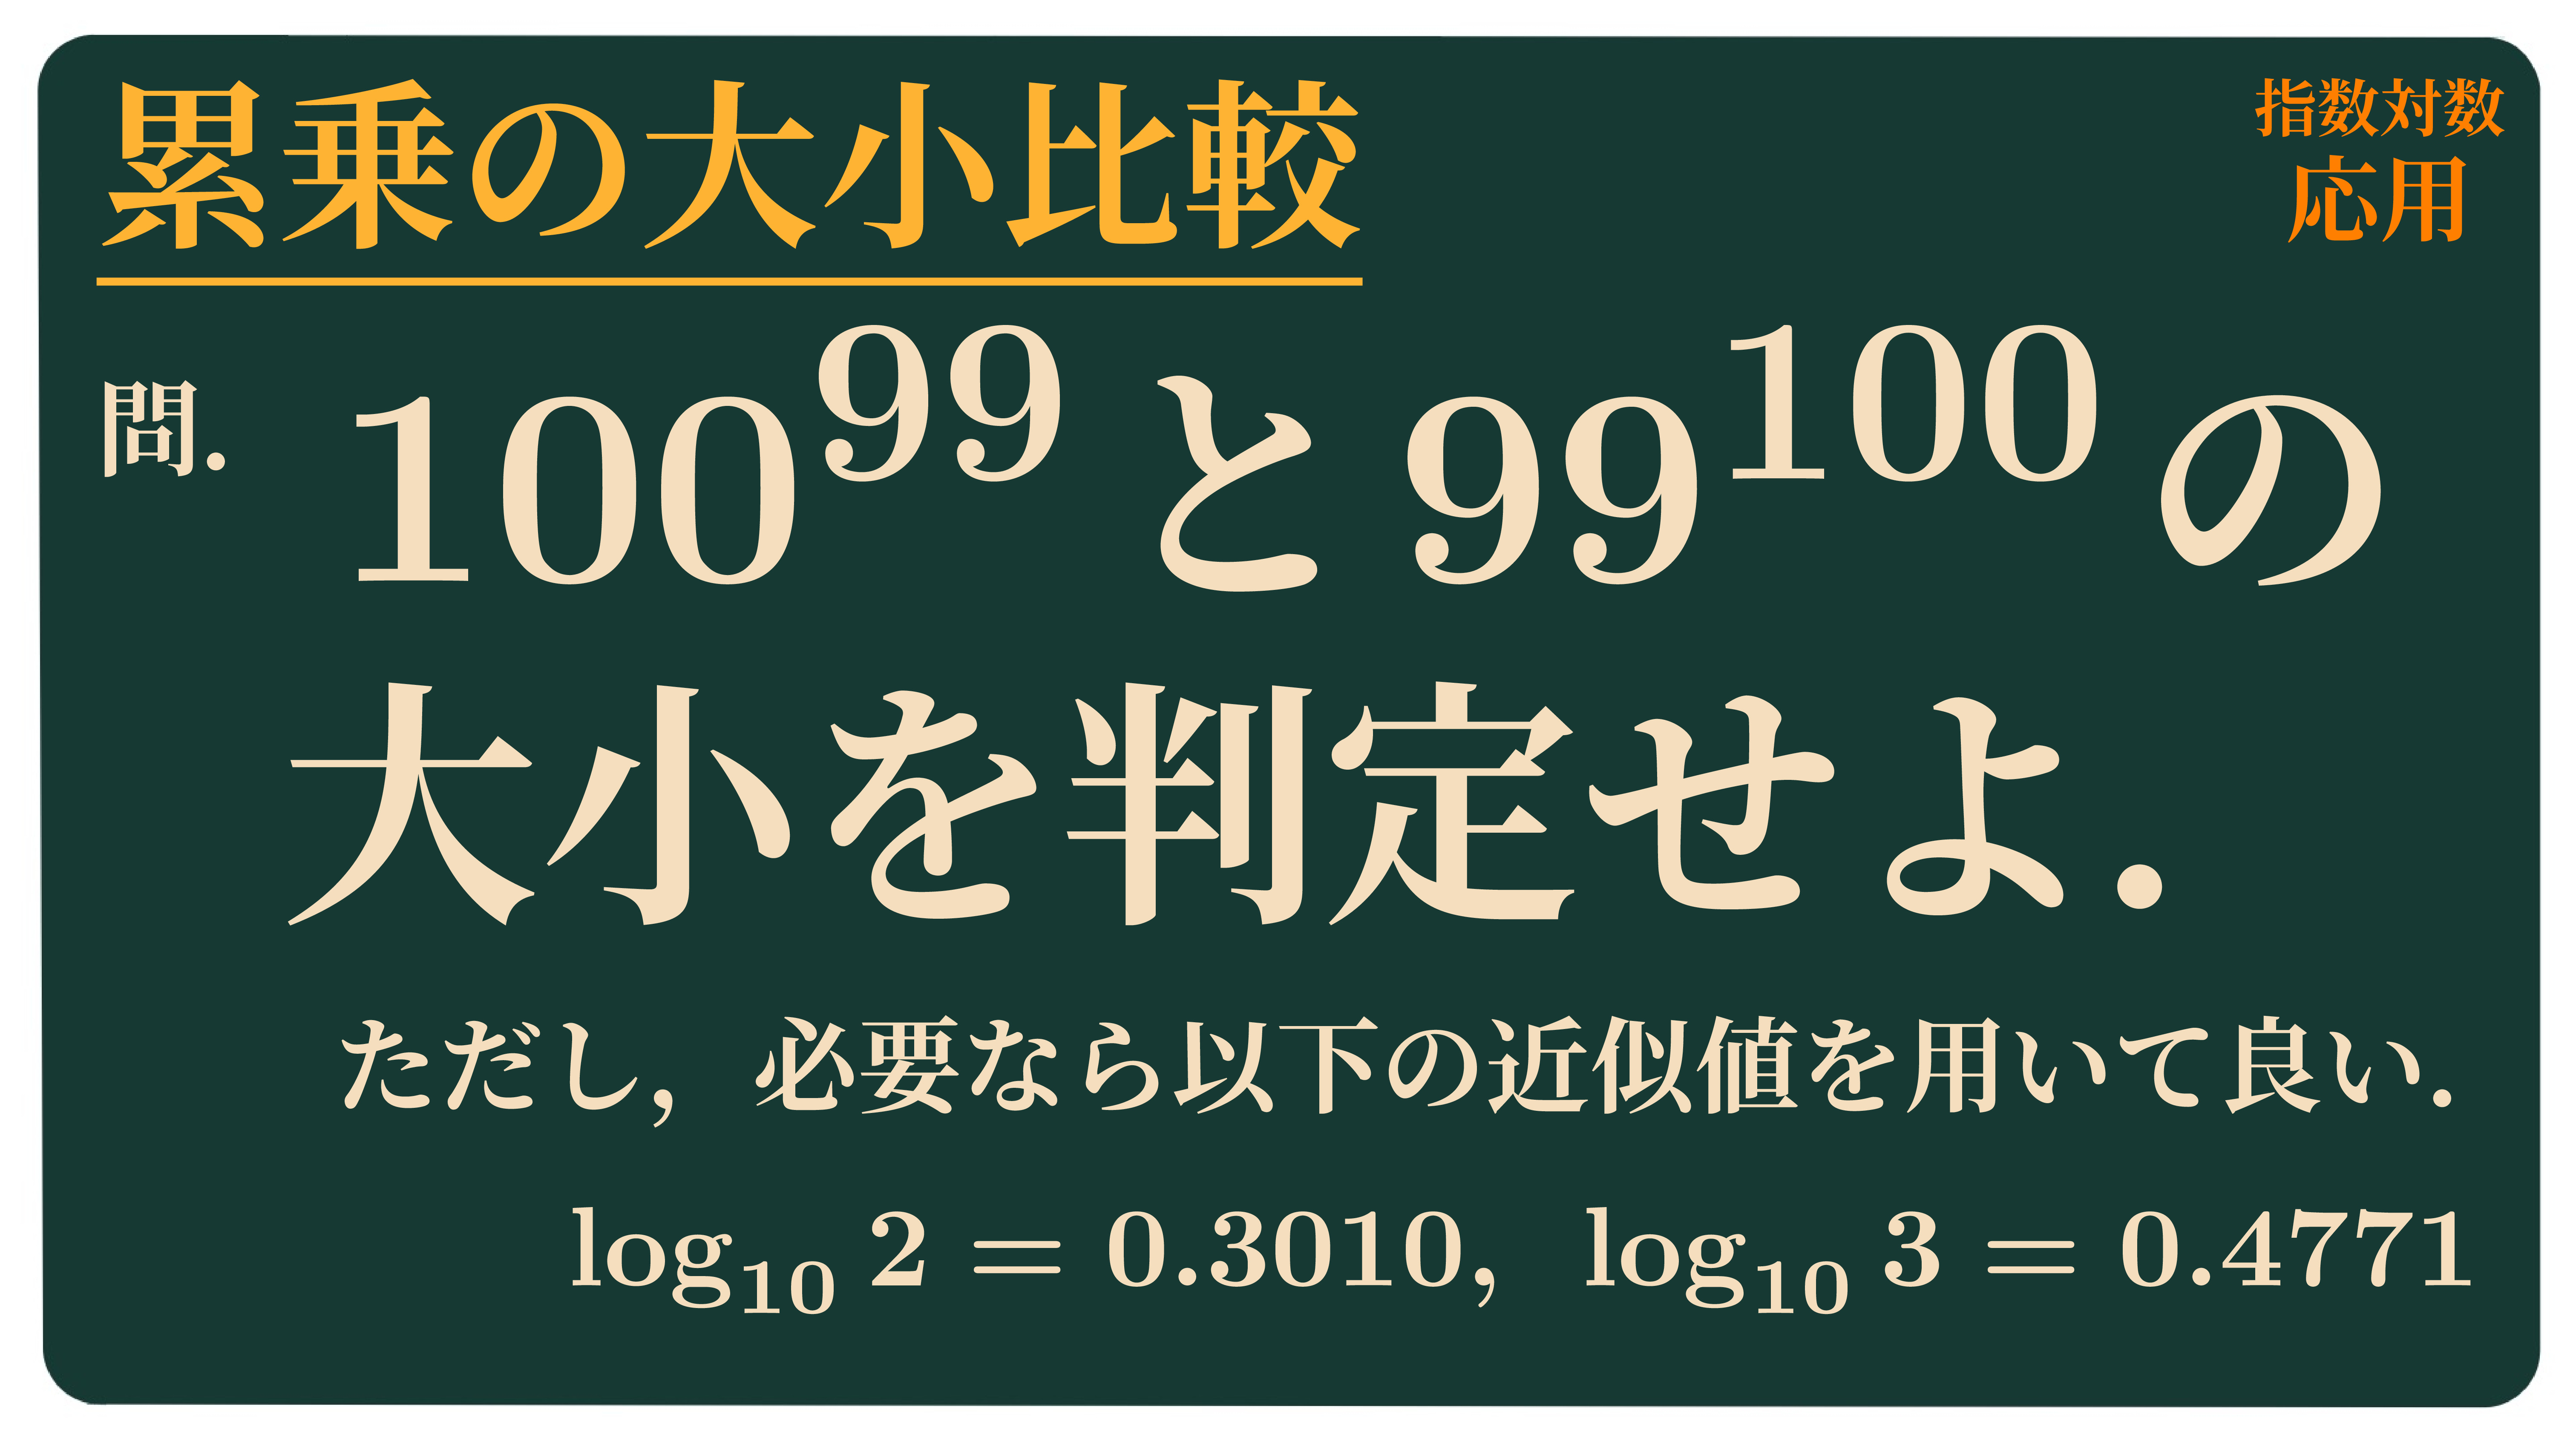 累乗の大小比較
指数対数
応用
問. 100^99 と 99^100 の
大小を判定せよ.
ただし, 必要なら以下の近似値を用いて良い.
log_10 2 = 0.3010, log_10 3 = 0.4771